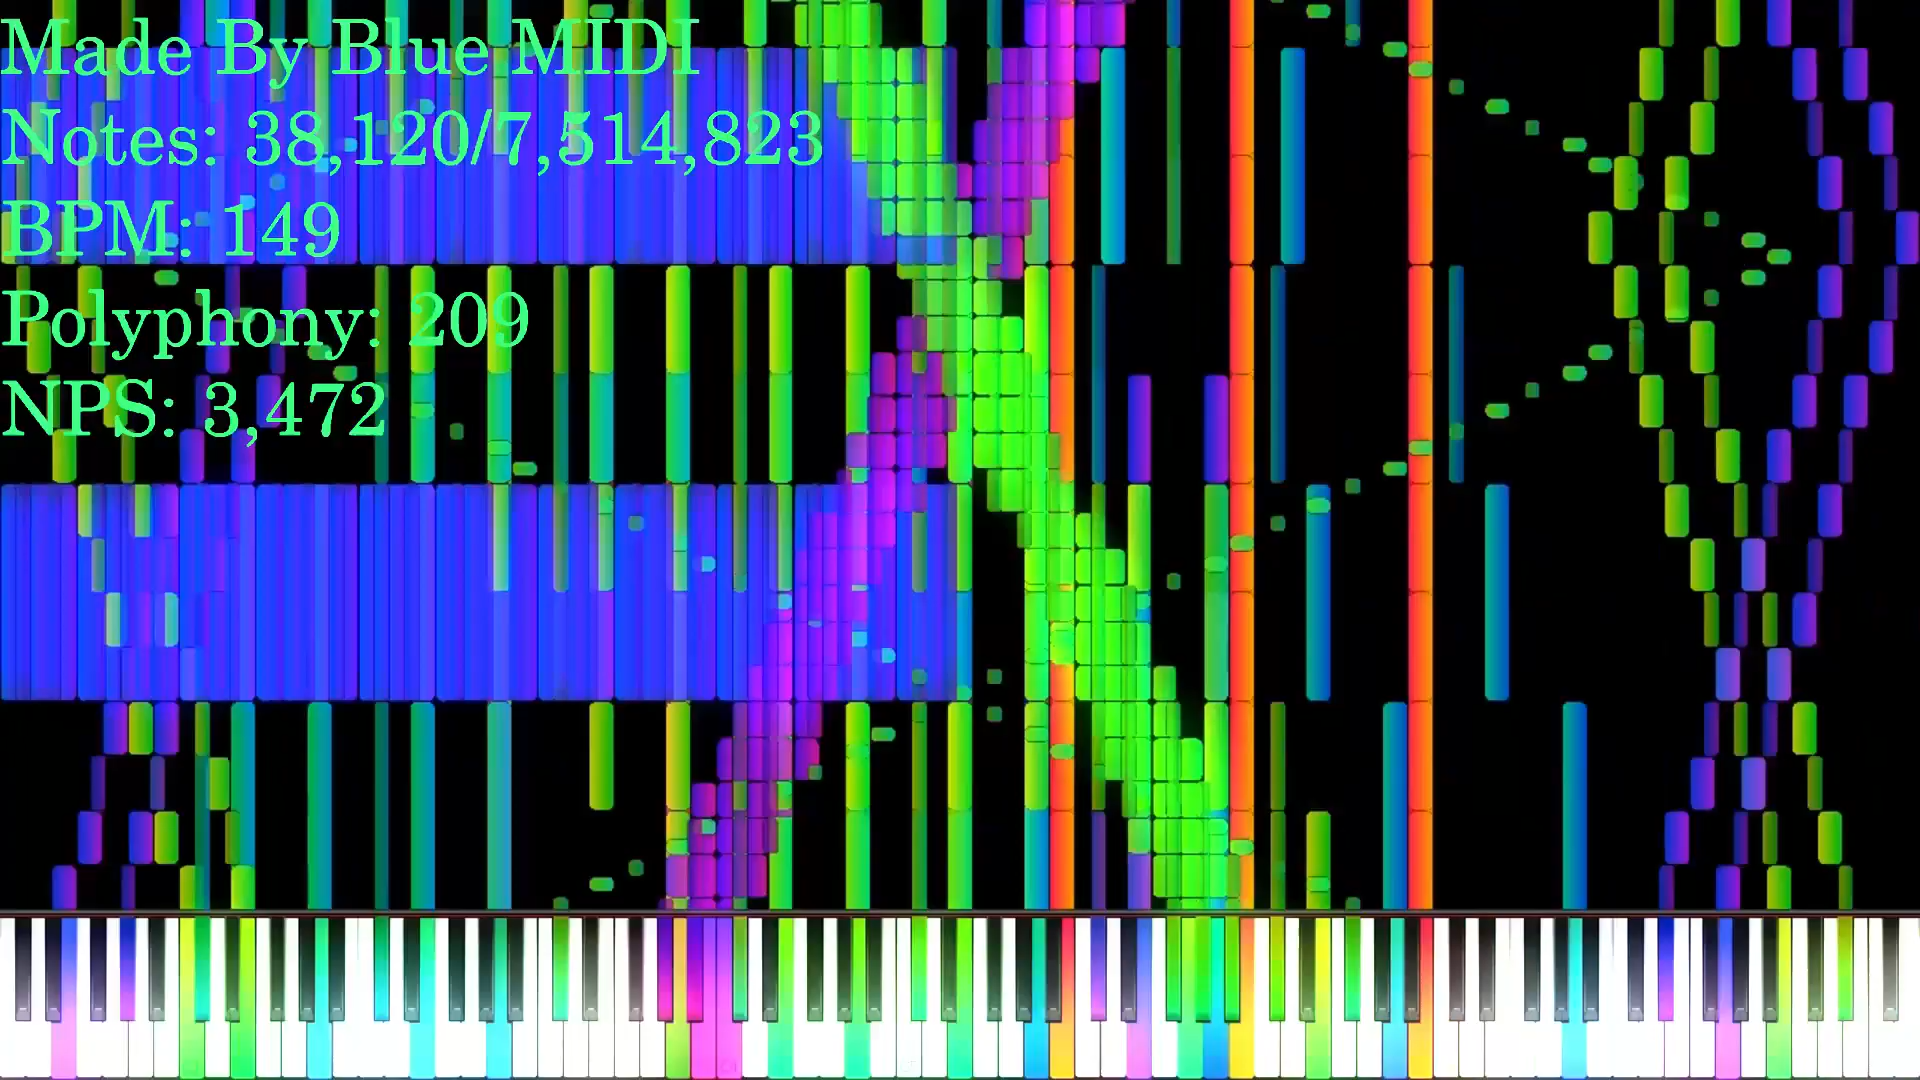 Made By Blue MIDI
Notes: 38,120/7,514,823
BPM: 149
Polyphony: 209
NPS: 3,472